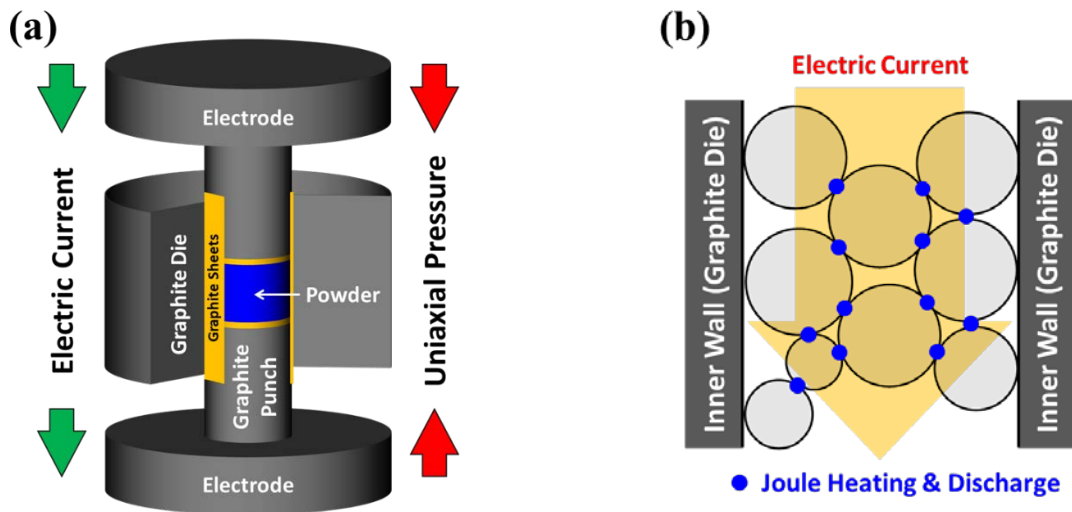 (a)
Electrode
Electric Current
Graphite Die
Graphite Sheets
Powder
Graphite
Punch
Uniaxial Pressure
Electrode
(b)
Electric Current
Inner Wall (Graphite Die)
Inner Wall (Graphite Die)
Joule Heating & Discharge